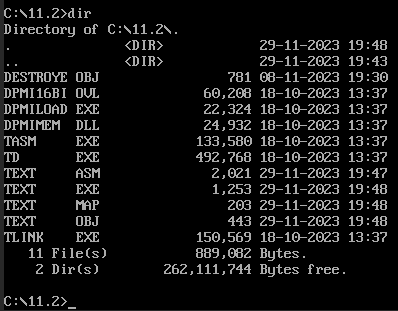 C:\11.2>dir
Directory of C:\11.2\.
. <DIR> 29-11-2023 19:48
.. <DIR> 29-11-2023 19:43
DESTROYE OBJ 781 08-11-2023 19:30
DPMI16BI OVL 60,208 18-10-2023 13:37
DPMILOAD EXE 22,324 18-10-2023 13:37
DPMIMEM DLL 24,932 18-10-2023 13:37
TASM EXE 133,580 18-10-2023 13:37
TD EXE 492,768 18-10-2023 13:37
TEXT ASM 2,021 29-11-2023 19:47
TEXT EXE 1,253 29-11-2023 19:48
TEXT MAP 203 29-11-2023 19:48
TEXT OBJ 443 29-11-2023 19:48
TLINK EXE 150,569 18-10-2023 13:37
11 File(s) 889,082 Bytes.
2 Dir(s) 262,111,744 Bytes free.
C:\11.2>_